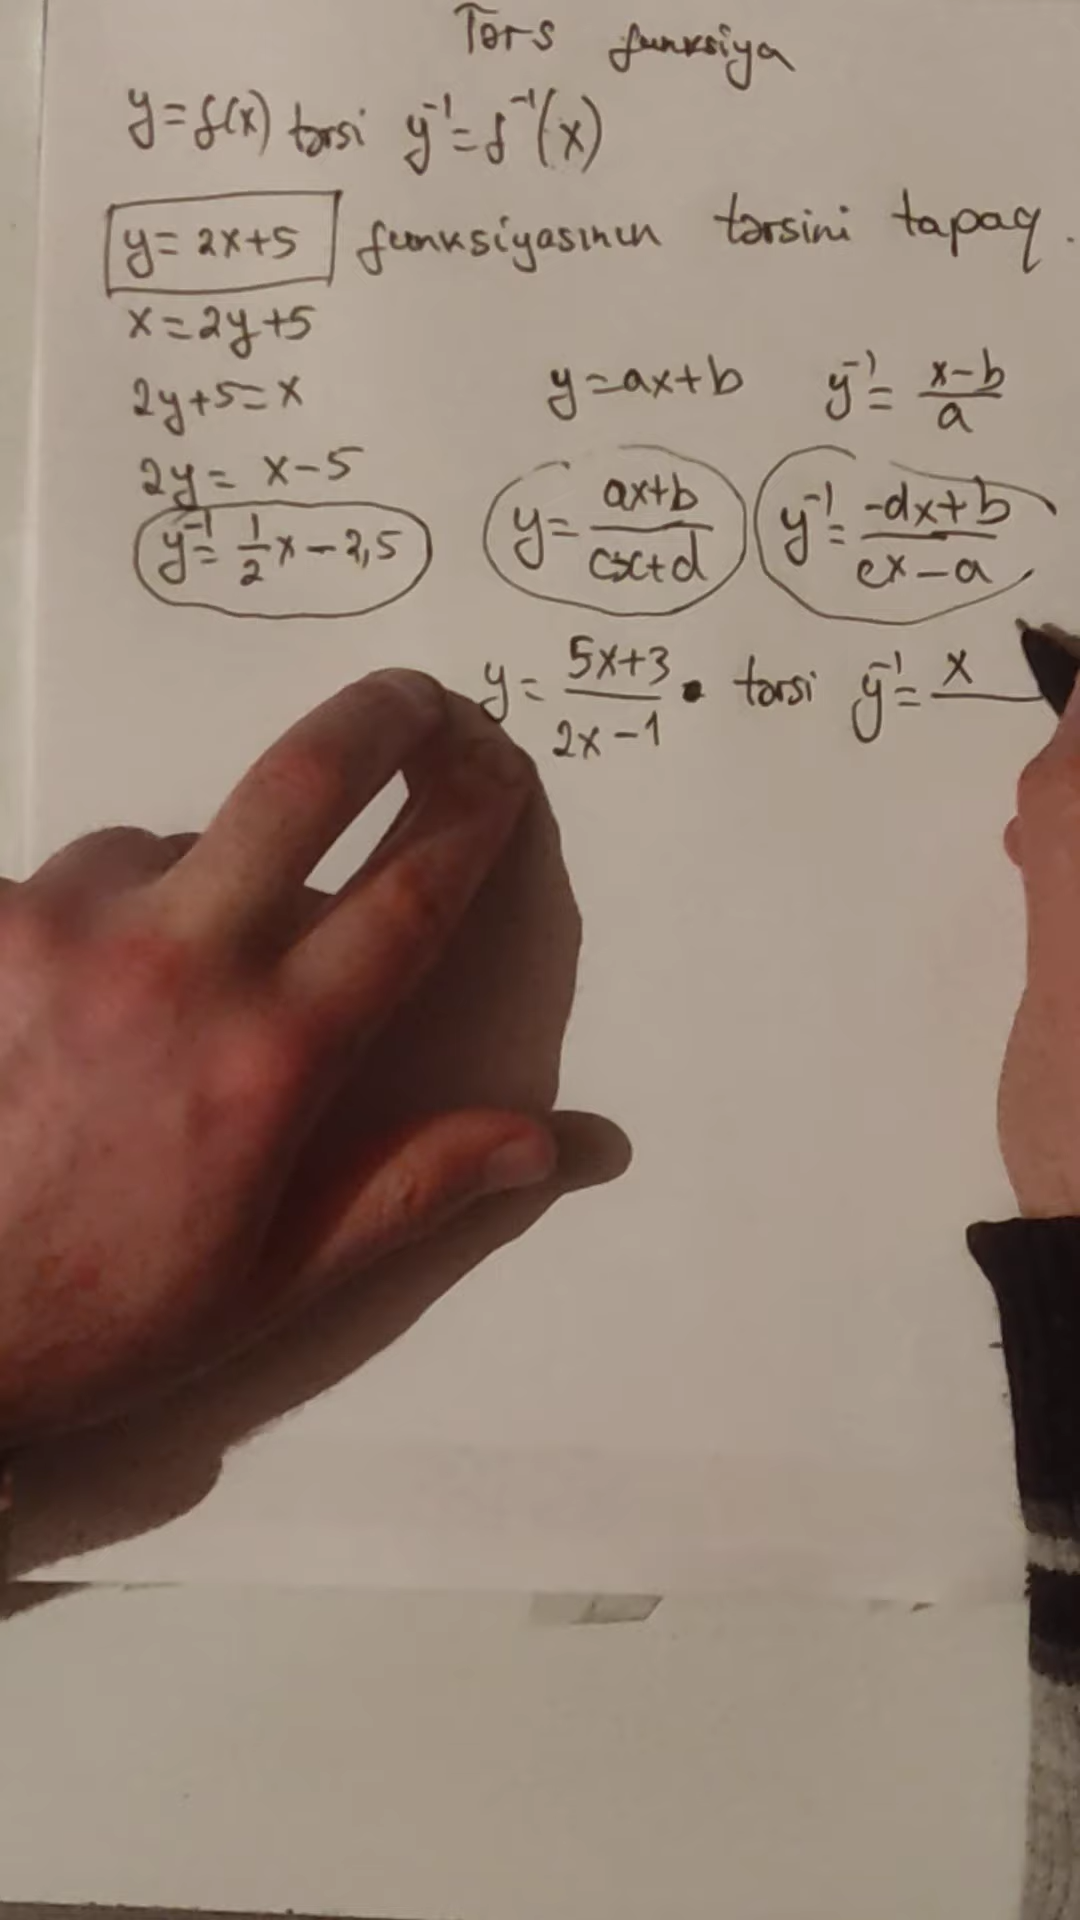 Tərs funksiya
y=f(x) tərsi y⁻¹=f⁻¹(x)
y=2x+5 funksiyasının tərsini tapaq.
x=2y+5
2y+5=x
2y=x-5
y⁻¹=1/2x-2,5
y=ax+b y⁻¹=x-b/a
y=ax+b/cx+d y⁻¹=-dx+b/cx-a
y=5x+3/2x-1 tərsi y⁻¹=x